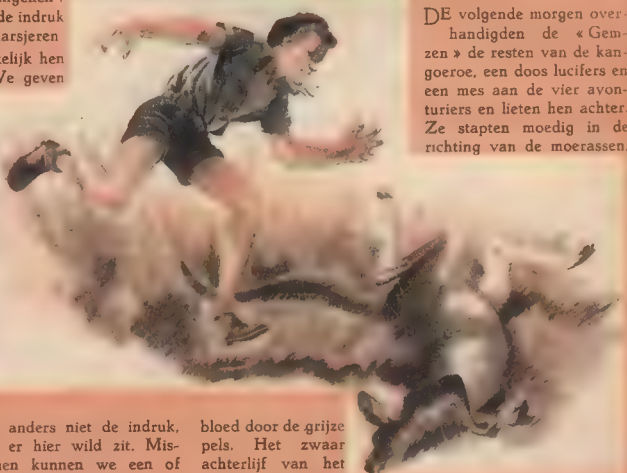 de indruk
arsjeren
kelijk hen
We geven
DE volgende morgen over-
handigden de « Gem-
zen » de resten van de kan-
goeroe, een doos lucifers en
een mes aan de vier avon-
turiers en lieten hen achter.
Ze stapten moedig in de
richting van de moerassen,
anders niet de indruk,
er hier wild zit. Mis-
nen kunnen we een of
bloed door de grijze
pels. Het zwaar
achterlijf van het